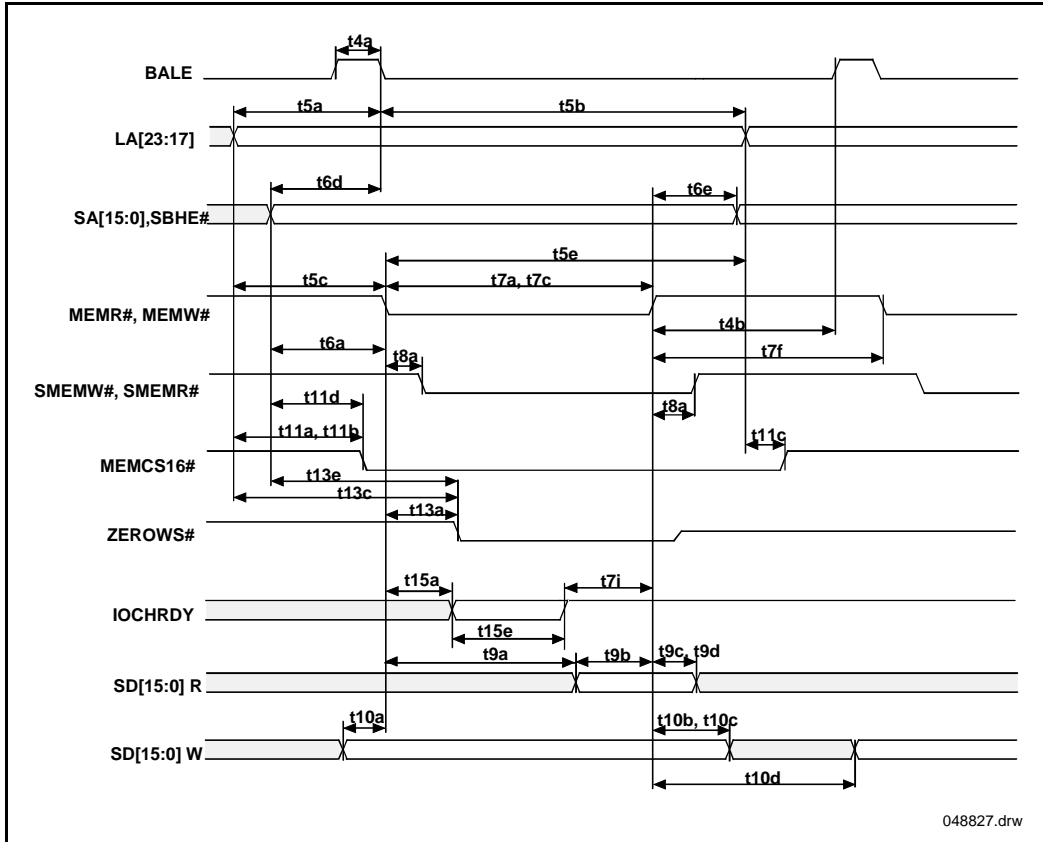 t4a
BALE
t5a
t5b
LA[23:17]
t6d
t6e
SA[15:0],SBHE#
t5e
t5c
t7a, t7c
MEMR#, MEMW#
t4b
t6a
t7f
t8a
SMEMW#, SMEMR#
t11d
t8a
t11a, t11b
t11c
MEMCS16#
t13e
t13c
t13a
ZEROWS#
t15a
t7i
IOCHRDY
t15e
t9a
t9b
t9c, t9d
SD[15:0] R
t10a
t10b, t10c
SD[15:0] W
t10d
048827.drw